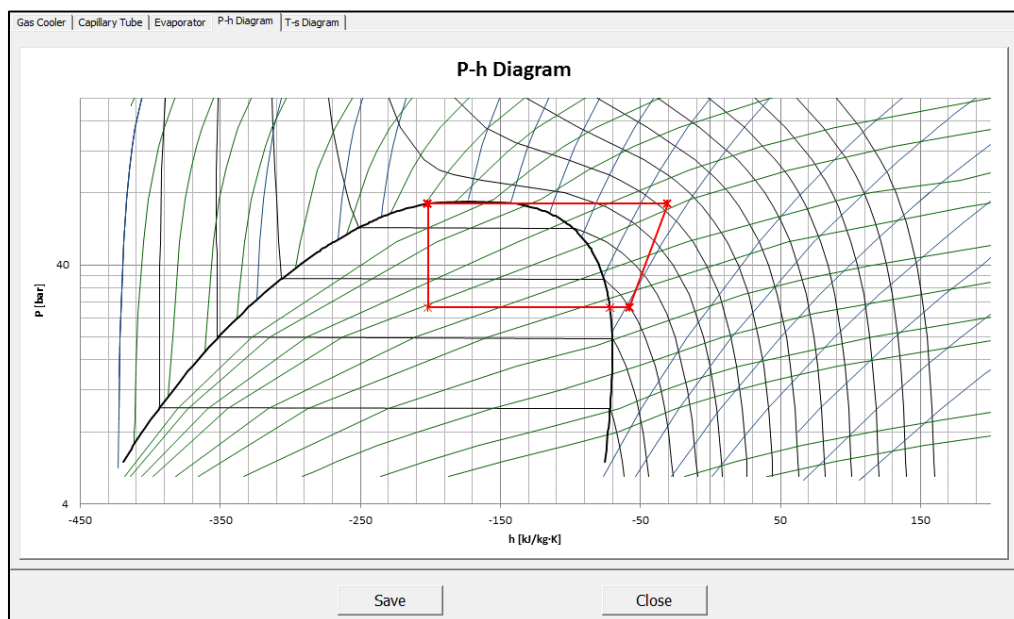 Gas Cooler Capillary Tube Evaporator P-h Diagram T-s Diagram
P-h Diagram
P [bar]
40
4
-450 -350 -250 -150 -50 50 150
h [kJ/kg·K]
Save Close